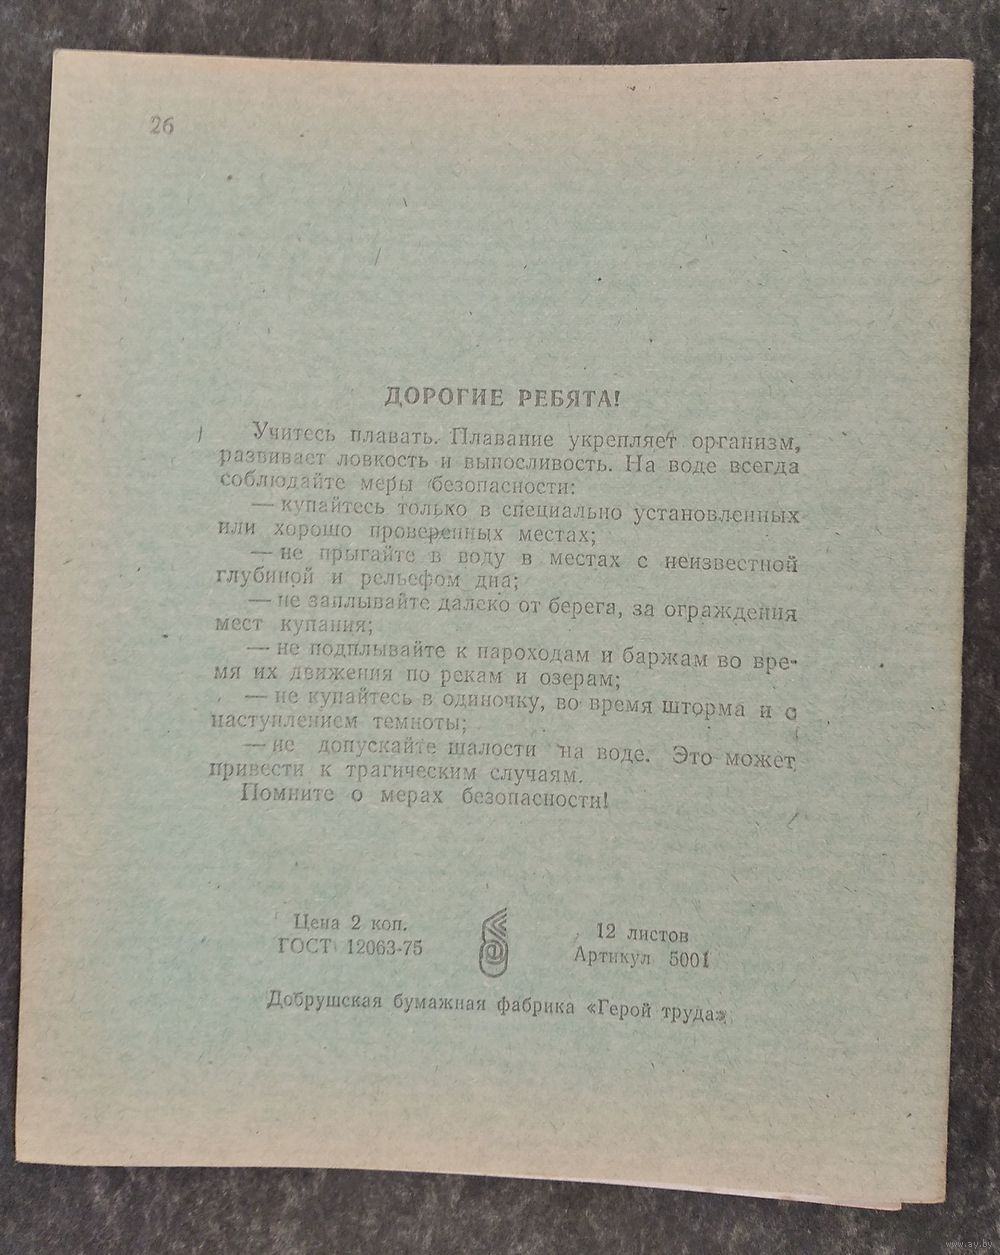 26
ДОРОГИЕ РЕБЯТА!
Учитесь плавать. Плавание укрепляет организм,
развивает ловкость и выносливость. На воде всегда
соблюдайте меры безопасности:
— купайтесь только в специально установленных
или хорошо проверенных местах;
— не прыгайте в воду в местах с неизвестной
глубиной и рельефом дна;
— не заплывайте далеко от берега, за ограждения
мест купания;
— не подплывайте к пароходам и баржам во вре-
мя их движения по рекам и озерам;
— не купайтесь в одиночку, во время шторма и с
наступлением темноты;
— не допускайте шалости на воде. Это может
привести к трагическим случаям.
Помните о мерах безопасности!
Цена 2 коп.
ГОСТ 12063-75
12 листов
Артикул 5001
Добрушская бумажная фабрика «Герой труда»
www.ay.by